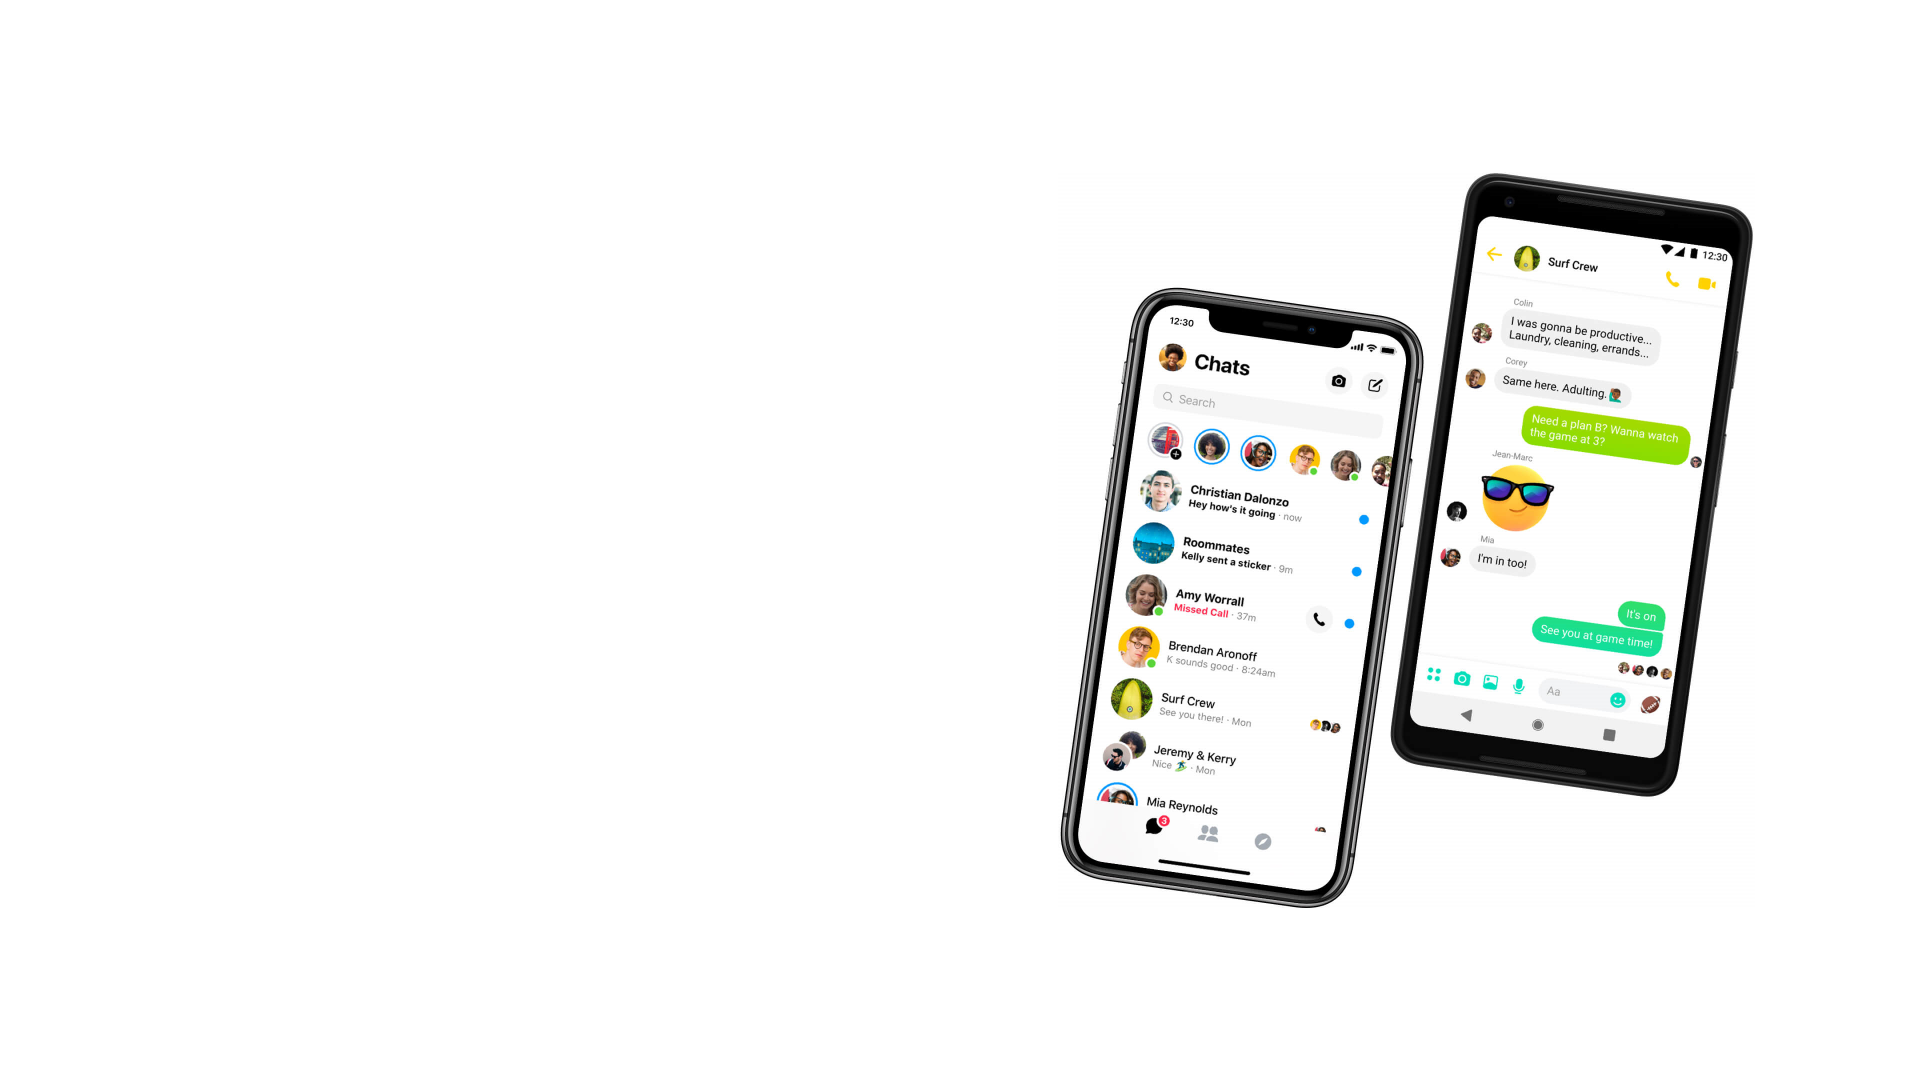 12:30
Chats
Search
Christian Dalonzo
Hey how's it going · now
Roommates
Kelly sent a sticker · 9m
Amy Worrall
Missed Call · 37m
Brendan Aronoff
K sounds good · 8:24am
Surf Crew
See you there! · Mon
Jeremy & Kerry
Nice 🏄 · Mon
Mia Reynolds
3
12:30
Surf Crew
Colin
I was gonna be productive...
Laundry, cleaning, errands...
Corey
Same here. Adulting. 🙋🏾‍♂️
Need a plan B? Wanna watch
the game at 3?
Jean-Marc
Mia
I'm in too!
It's on
See you at game time!
Aa